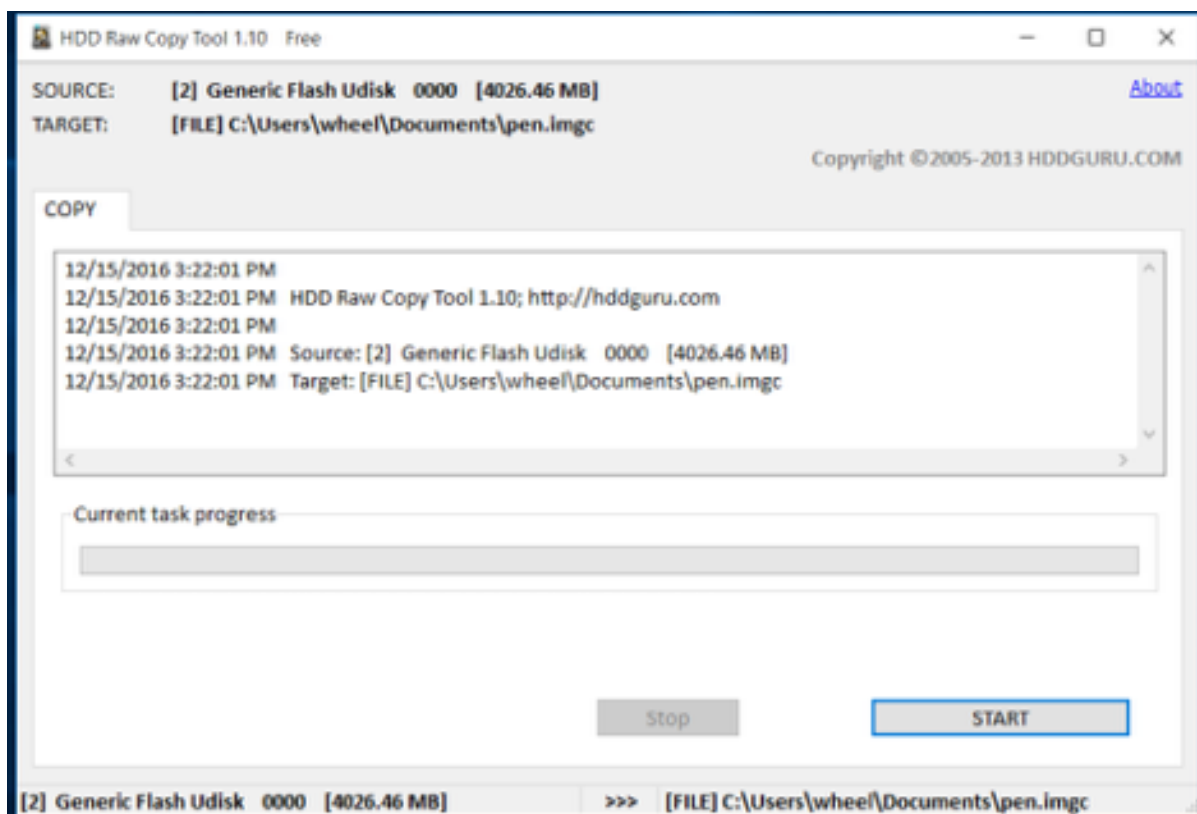 HDD Raw Copy Tool 1.10 Free
SOURCE: [2] Generic Flash Udisk 0000 [4026.46 MB]
About
TARGET: [FILE] C:\Users\wheel\Documents\pen.imgc
Copyright ©2005-2013 HDDGURU.COM
COPY
12/15/2016 3:22:01 PM
12/15/2016 3:22:01 PM HDD Raw Copy Tool 1.10; http://hddguru.com
12/15/2016 3:22:01 PM
12/15/2016 3:22:01 PM Source: [2] Generic Flash Udisk 0000 [4026.46 MB]
12/15/2016 3:22:01 PM Target: [FILE] C:\Users\wheel\Documents\pen.imgc
Current task progress
Stop
START
[2] Generic Flash Udisk 0000 [4026.46 MB] >>> [FILE] C:\Users\wheel\Documents\pen.imgc